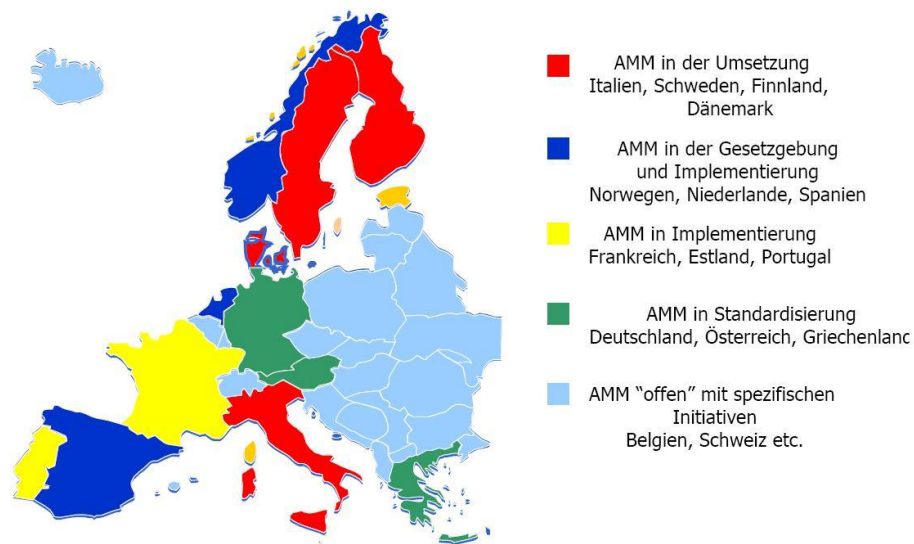 AMM in der Umsetzung
Italien, Schweden, Finnland,
Dänemark
AMM in der Gesetzgebung
und Implementierung
Norwegen, Niederlande, Spanien
AMM in Implementierung
Frankreich, Estland, Portugal
AMM in Standardisierung
Deutschland, Österreich, Griechenlanc
AMM “offen” mit spezifischen
Initiativen
Belgien, Schweiz etc.